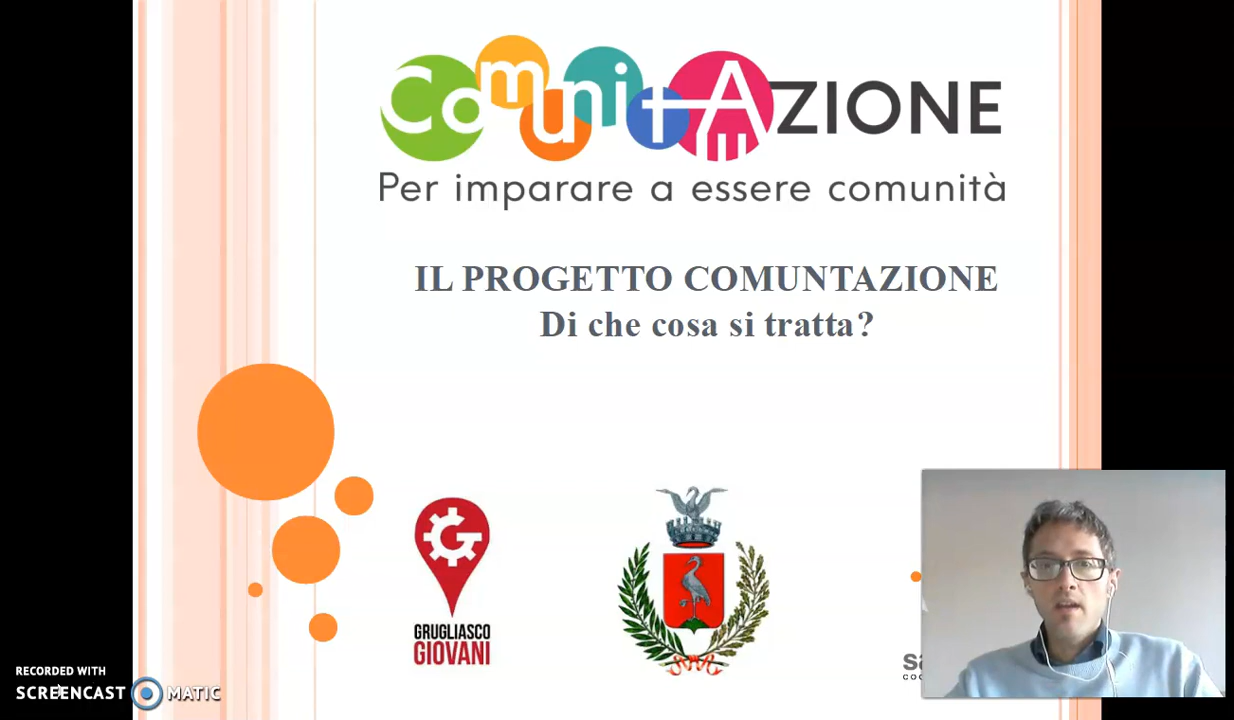 ComunitAZIONE
Per imparare a essere comunità
IL PROGETTO COMUNTAZIONE
Di che cosa si tratta?
GRUGLIASCO
GIOVANI
RECORDED WITH
SCREENCAST MATIC